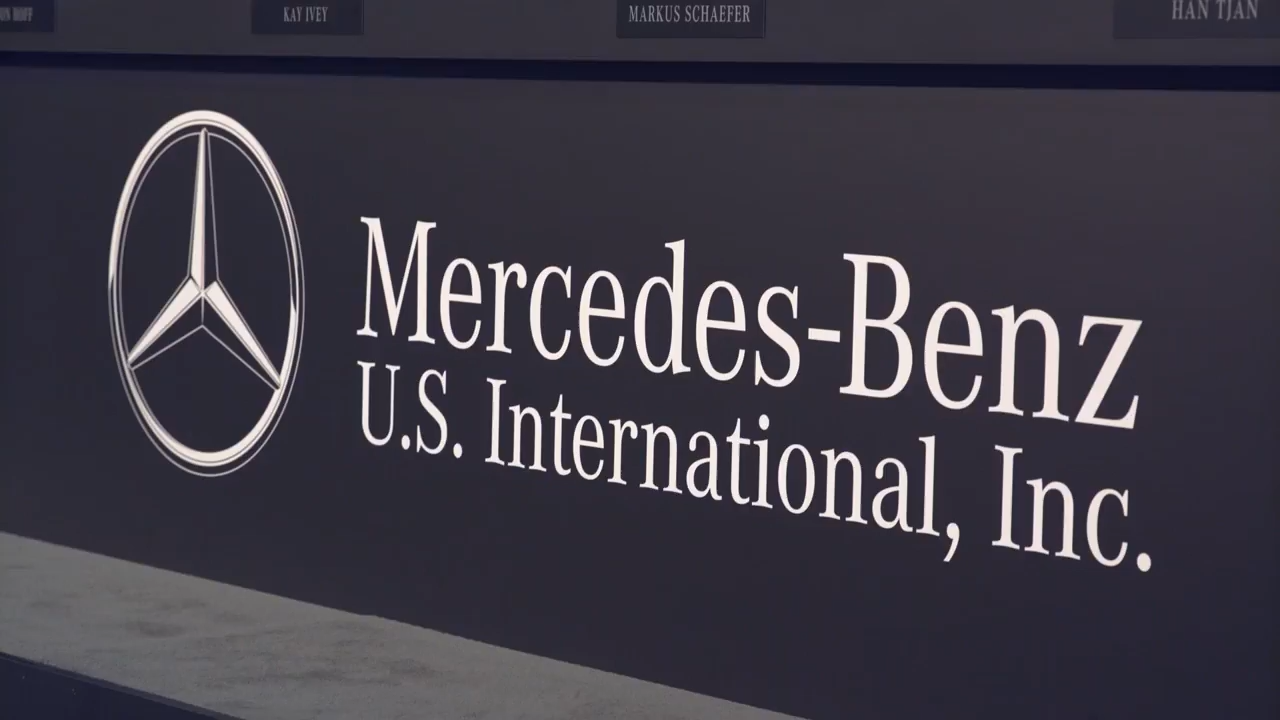 KAY IVEY
MARKUS SCHAEFER
HAN TJAN
Mercedes-Benz
U.S. International, Inc.